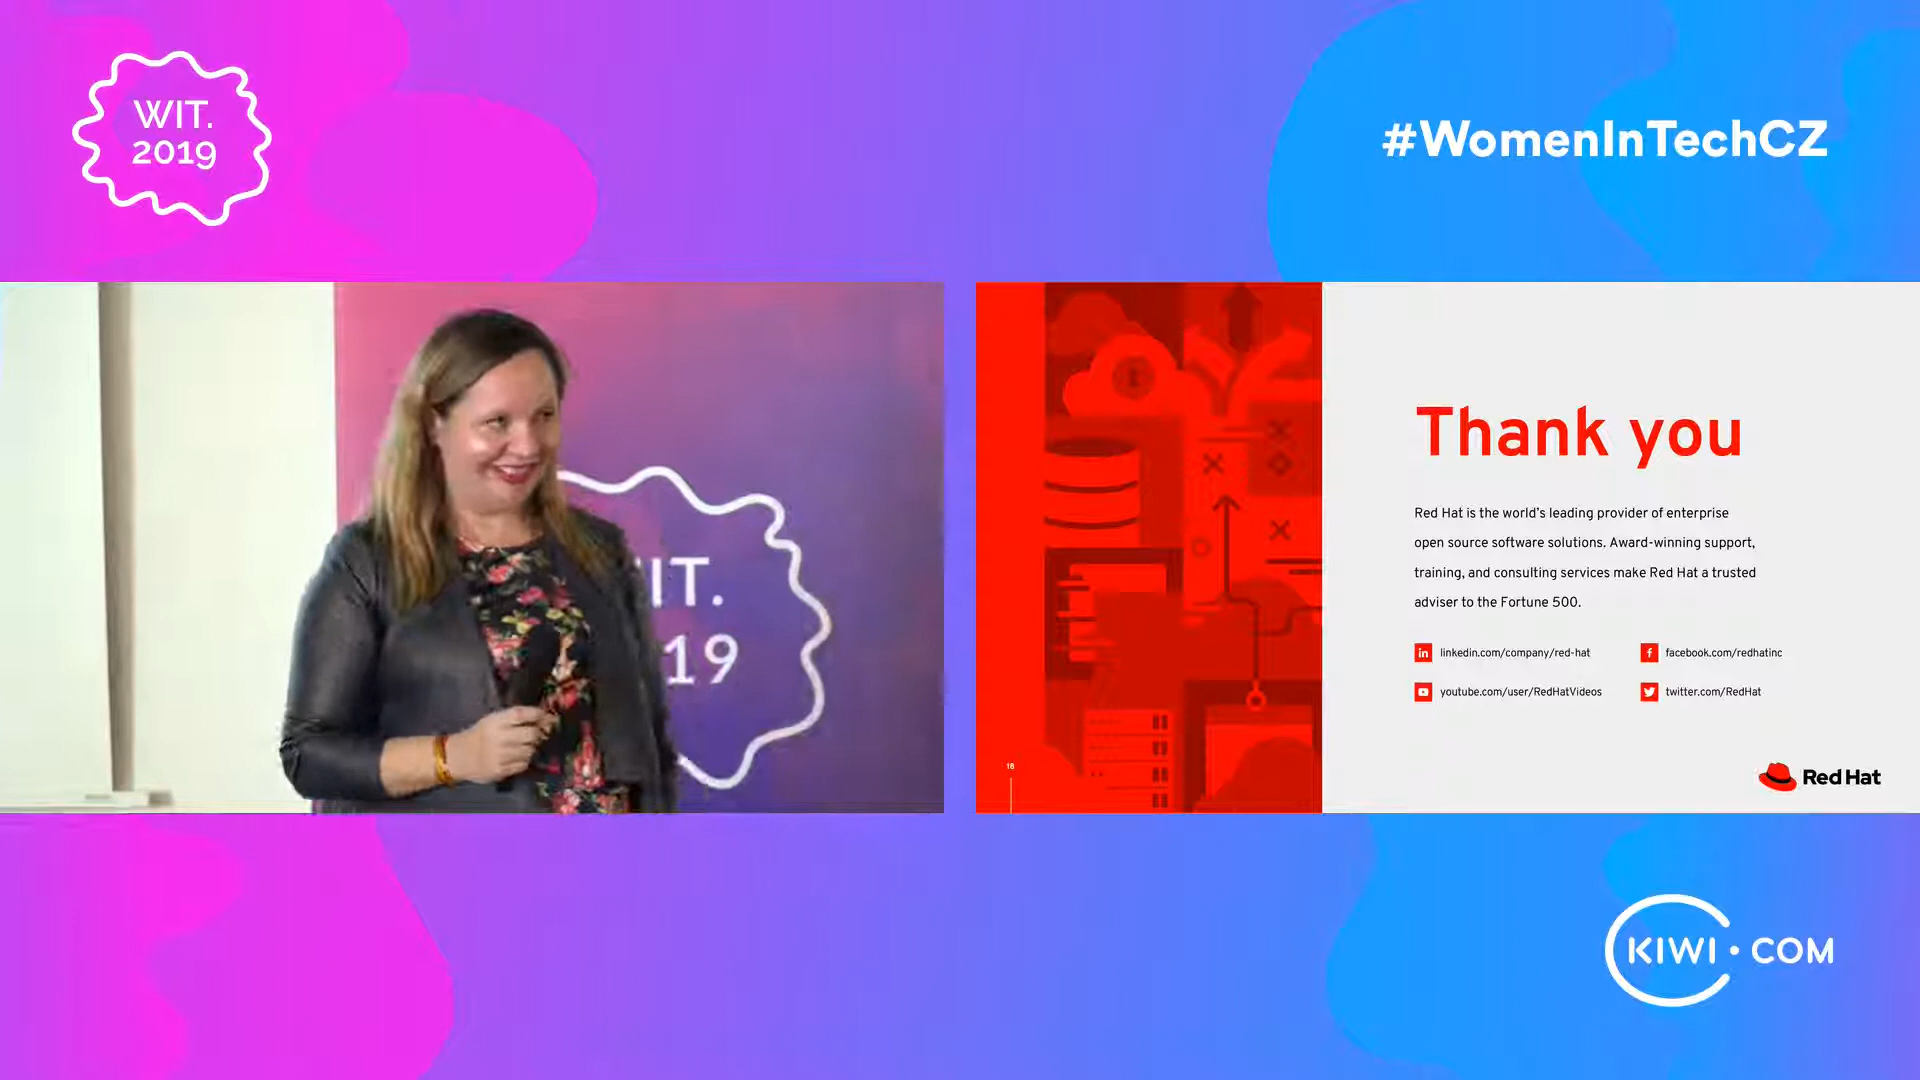 WIT.
2019
#WomenInTechCZ
IT.
19
Thank you
Red Hat is the world's leading provider of enterprise
open source software solutions. Award-winning support,
training, and consulting services make Red Hat a trusted
adviser to the Fortune 500.
linkedin.com/company/red-hat
facebook.com/redhatinc
youtube.com/user/RedHatVideos
twitter.com/RedHat
18
Red Hat
KIWI.COM